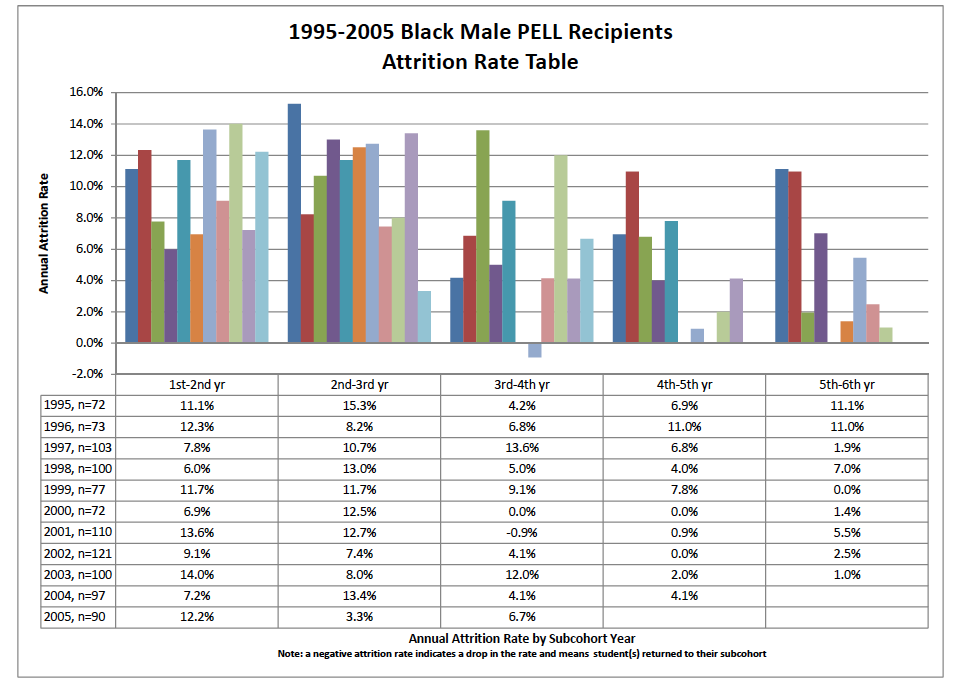 1995-2005 Black Male PELL Recipients
Attrition Rate Table
Annual Attrition Rate
16.0%
14.0%
12.0%
10.0%
8.0%
6.0%
4.0%
2.0%
0.0%
-2.0%
1st-2nd yr 2nd-3rd yr 3rd-4th yr 4th-5th yr 5th-6th yr
1995, n=72 11.1% 15.3% 4.2% 6.9% 11.1%
1996, n=73 12.3% 8.2% 6.8% 11.0% 11.0%
1997, n=103 7.8% 10.7% 13.6% 6.8% 1.9%
1998, n=100 6.0% 13.0% 5.0% 4.0% 7.0%
1999, n=77 11.7% 11.7% 9.1% 7.8% 0.0%
2000, n=72 6.9% 12.5% 0.0% 0.0% 1.4%
2001, n=110 13.6% 12.7% -0.9% 0.9% 5.5%
2002, n=121 9.1% 7.4% 4.1% 0.0% 2.5%
2003, n=100 14.0% 8.0% 12.0% 2.0% 1.0%
2004, n=97 7.2% 13.4% 4.1% 4.1%
2005, n=90 12.2% 3.3% 6.7%
Annual Attrition Rate by Subcohort Year
Note: a negative attrition rate indicates a drop in the rate and means student(s) returned to their subcohort